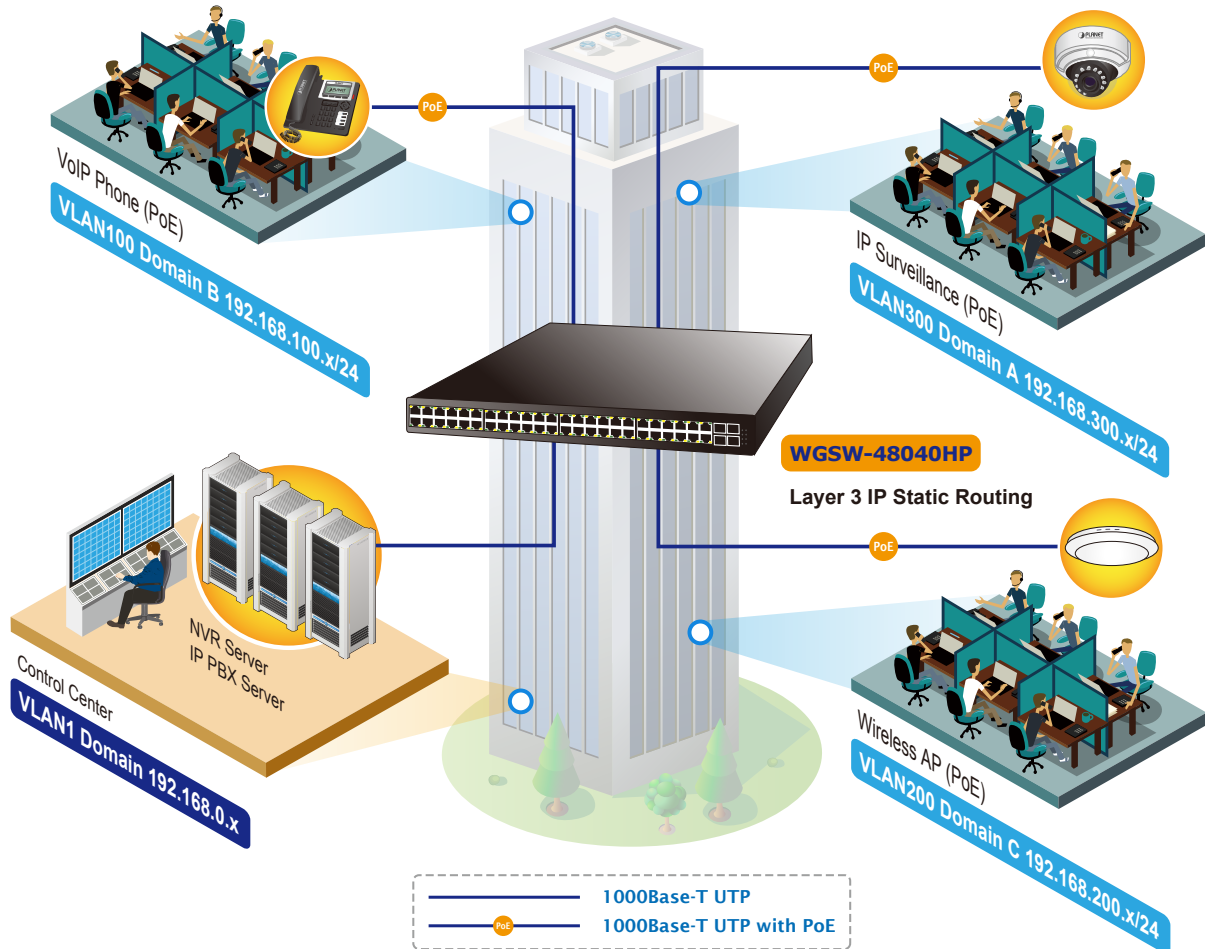 PoE
PLANET
PLANET
PoE
VoIP Phone (PoE)
VLAN100 Domain B 192.168.100.x/24
IP Surveillance (PoE)
VLAN300 Domain A 192.168.300.x/24
WGSW-48040HP
Layer 3 IP Static Routing
PoE
NVR Server
IP PBX Server
Control Center
VLAN1 Domain 192.168.0.x
Wireless AP (PoE)
VLAN200 Domain C 192.168.200.x/24
1000Base-T UTP
PoE
1000Base-T UTP with PoE